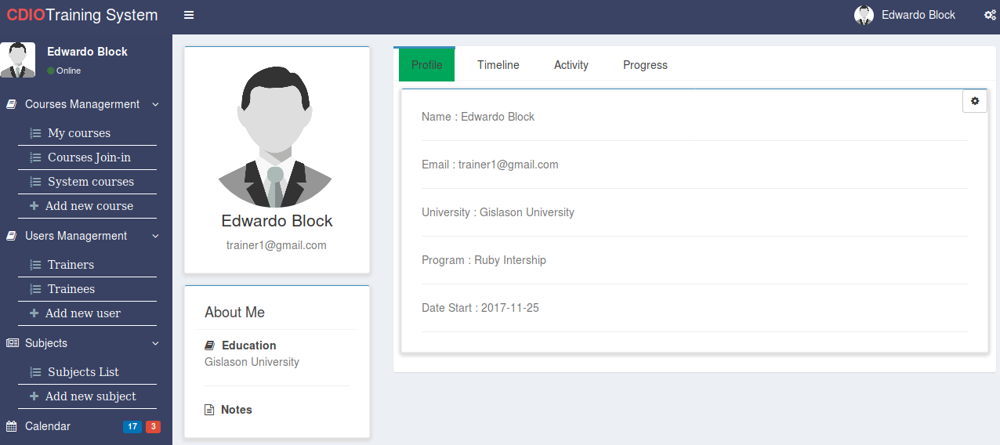 CDIOTraining System
Edwardo Block
Edwardo Block
Online
Courses Management
My courses
Courses Join-in
System courses
Add new course
Users Management
Trainers
Trainees
Add new user
Subjects
Subjects List
Add new subject
Calendar 17 3
Edwardo Block
trainer1@gmail.com
About Me
Education
Gislason University
Notes
Profile Timeline Activity Progress
Name : Edwardo Block
Email : trainer1@gmail.com
University : Gislason University
Program : Ruby Intership
Date Start : 2017-11-25